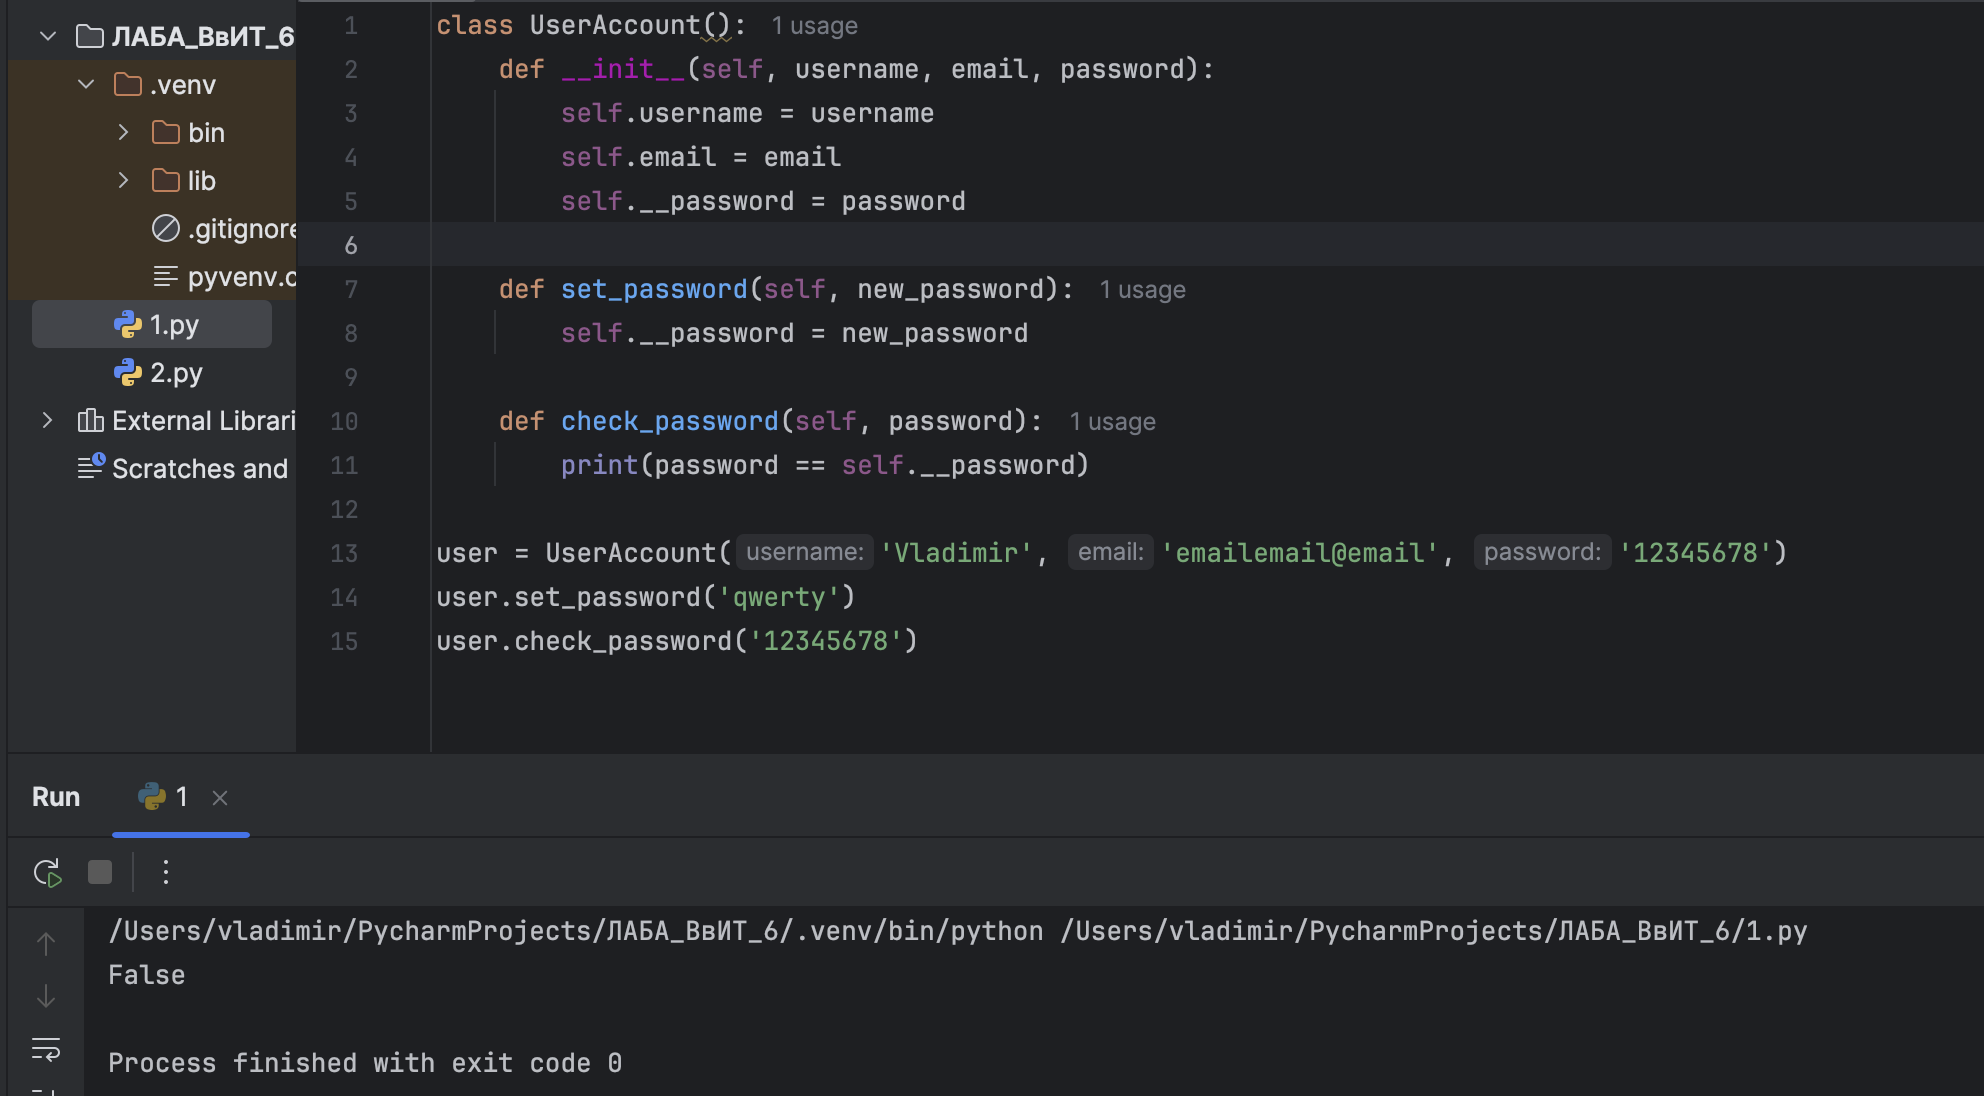 ЛАБА_ВвИТ_6
.venv
bin
lib
.gitignore
pyvenv.c
1.py
2.py
External Librari
Scratches and
1 class UserAccount(): 1 usage
2 def __init__(self, username, email, password):
3 self.username = username
4 self.email = email
5 self.__password = password
6
7 def set_password(self, new_password): 1 usage
8 self.__password = new_password
9
10 def check_password(self, password): 1 usage
11 print(password == self.__password)
12
13 user = UserAccount( username: 'Vladimir', email: 'emailemail@email', password: '12345678')
14 user.set_password('qwerty')
15 user.check_password('12345678')
Run 1
/Users/vladimir/PycharmProjects/ЛАБА_ВвИТ_6/.venv/bin/python /Users/vladimir/PycharmProjects/ЛАБА_ВвИТ_6/1.py
False
Process finished with exit code 0